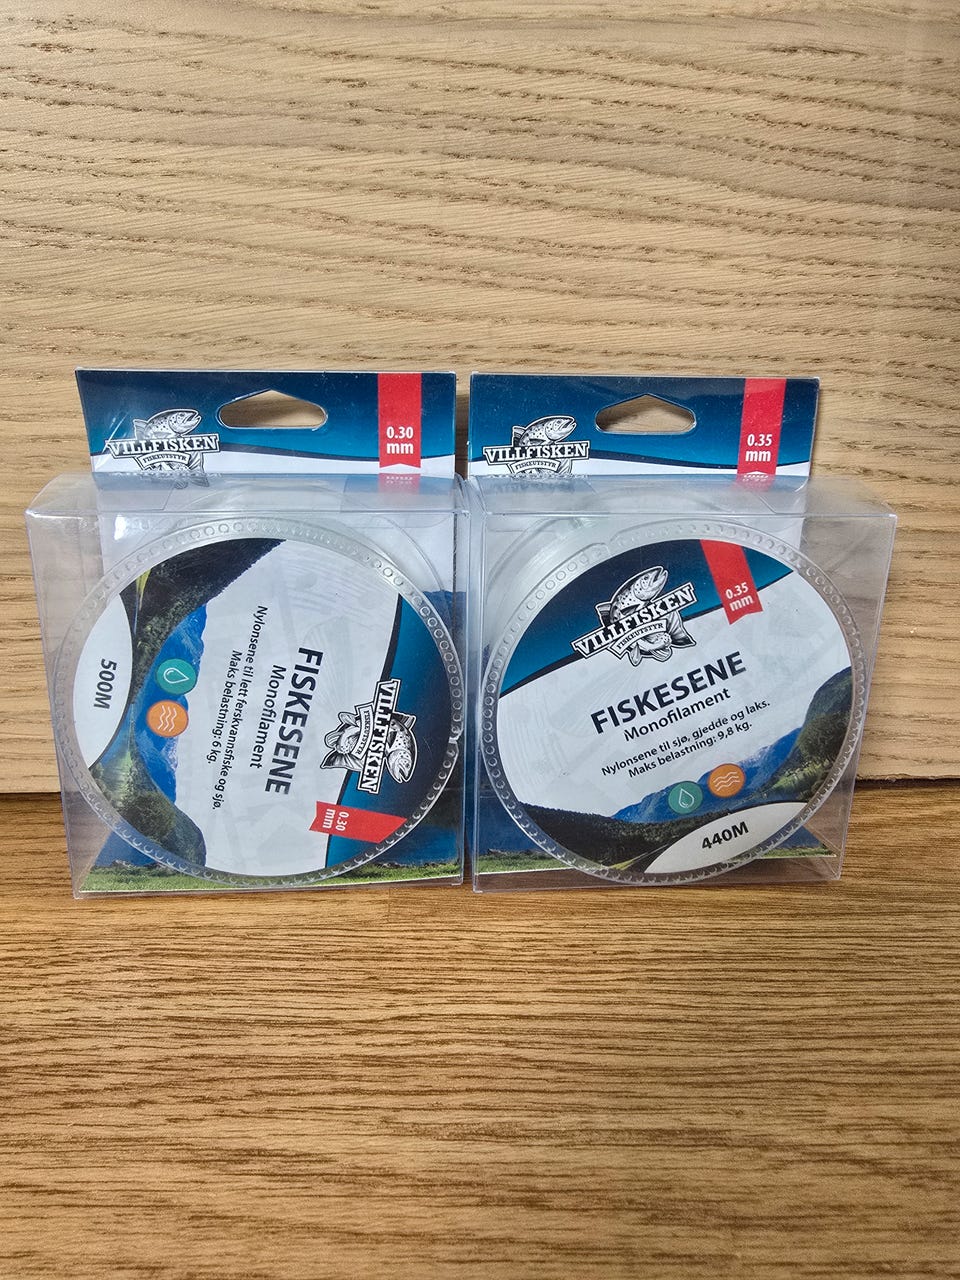 VILLFISKEN
FISKEUTSTYR
0.30
mm
500M
FISKESENE
Monofilament
Nylonsene til lett ferskvannsfiske og sjø,
Maks belastning: 6 kg.
VILLFISKEN
FISKEUTSTYR
0.30
mm
VILLFISKEN
FISKEUTSTYR
0.35
mm
VILLFISKEN
FISKEUTSTYR
0.35
mm
FISKESENE
Monofilament
Nylonsene til sjø, gjedde og laks.
Maks belastning: 9,8 kg.
440M